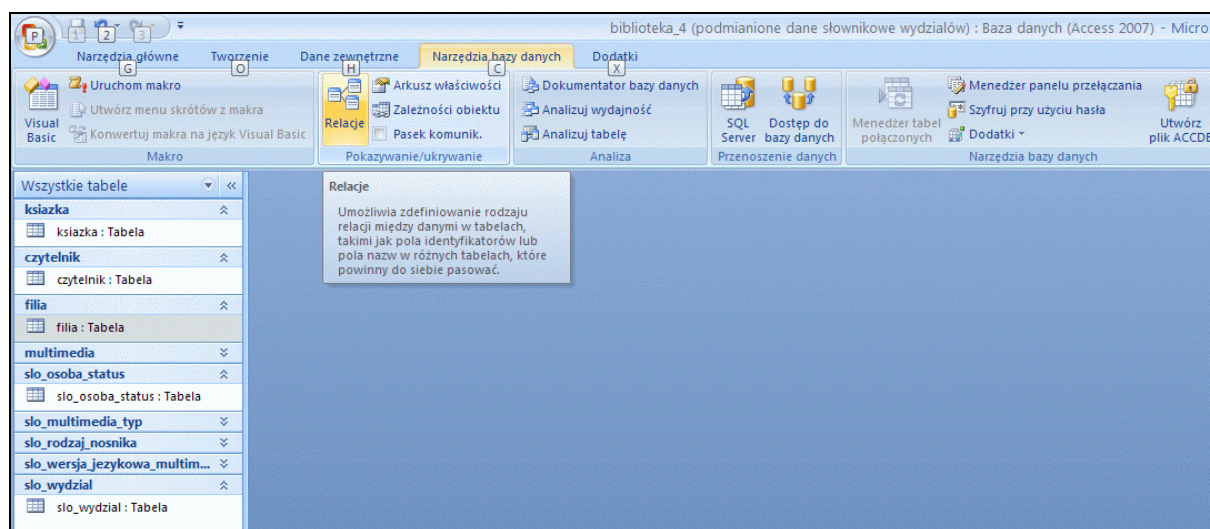 P
1 2 3
biblioteka_4 (podmianione dane słownikowe wydziałów) : Baza danych (Access 2007) - Micro
Narzędzia główne Tworzenie Dane zewnętrzne Narzędzia bazy danych Dodatki
G O H C X
Visual Basic
Uruchom makro
Utwórz menu skrótów z makra
Konwertuj makra na język Visual Basic
Makro
Relacje
Arkusz właściwości
Zależności obiektu
Pasek komunik.
Pokazywanie/ukrywanie
Dokumentator bazy danych
Analizuj wydajność
Analizuj tabelę
Analiza
SQL Server
Dostęp do bazy danych
Przenoszenie danych
Menedżer tabel połączonych
Menedżer panelu przełączania
Szyfruj przy użyciu hasła
Dodatki
Utwórz plik ACCDE
Narzędzia bazy danych
Wszystkie tabele
ksiazka
ksiazka : Tabela
czytelnik
czytelnik : Tabela
filia
filia : Tabela
multimedia
slo_osoba_status
slo_osoba_status : Tabela
slo_multimedia_typ
slo_rodzaj_nosnika
slo_wersja_jezykowa_multim...
slo_wydzial
slo_wydzial : Tabela
Relacje
Umożliwia zdefiniowanie rodzaju
relacji między danymi w tabelach,
takimi jak pola identyfikatorów lub
pola nazw w różnych tabelach, które
powinny do siebie pasować.